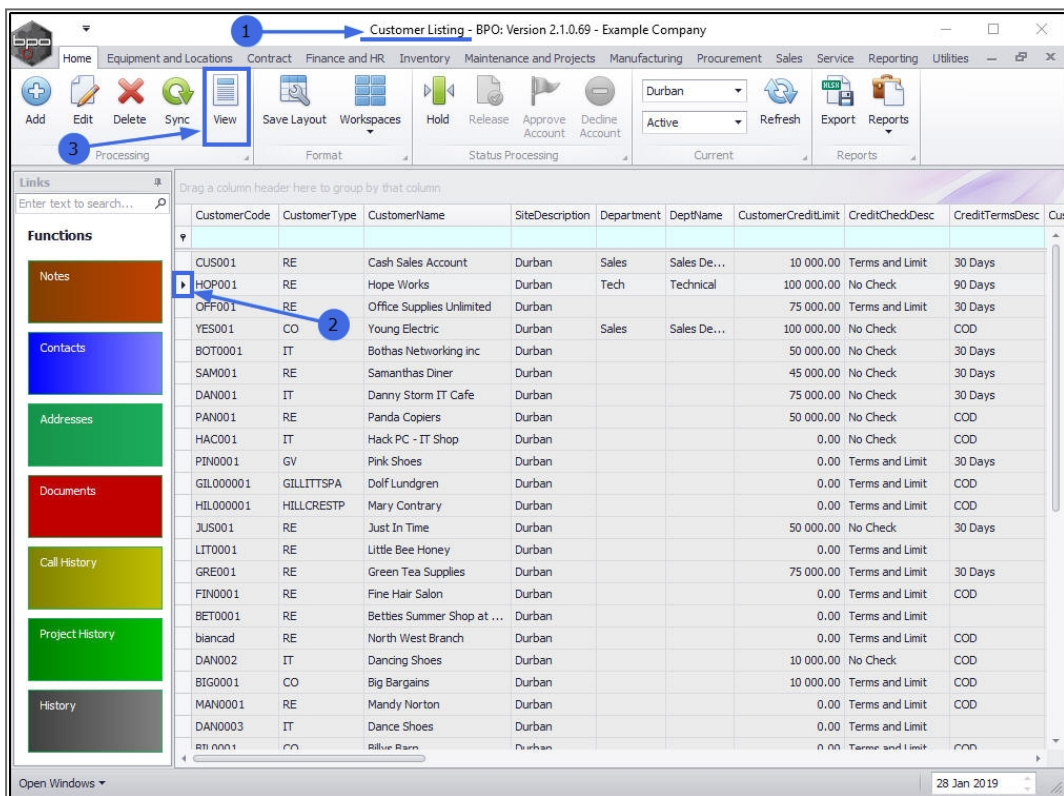 1
Customer Listing - BPO: Version 2.1.0.69 - Example Company
bpo
Home Equipment and Locations Contract Finance and HR Inventory Maintenance and Projects Manufacturing Procurement Sales Service Reporting Utilities
Add Edit Delete Sync View Save Layout Workspaces Hold Release Approve Account Decline Account Durban Active Refresh Export Reports
3
Processing Format Status Processing Current Reports
Links
Drag a column header here to group by that column
Enter text to search...
CustomerCode CustomerType CustomerName SiteDescription Department DeptName CustomerCreditLimit CreditCheckDesc CreditTermsDesc Cus
Functions
Notes
Contacts
Addresses
Documents
Call History
Project History
History
CUS001 RE Cash Sales Account Durban Sales Sales De... 10 000.00 Terms and Limit 30 Days
HOP001 RE Hope Works Durban Tech Technical 100 000.00 No Check 90 Days
OFF001 RE Office Supplies Unlimited Durban 75 000.00 Terms and Limit 30 Days
2
YES001 CO Young Electric Durban Sales Sales De... 100 000.00 No Check COD
BOT0001 IT Bothas Networking inc Durban 50 000.00 No Check 30 Days
SAM001 RE Samanthas Diner Durban 45 000.00 No Check 30 Days
DAN001 IT Danny Storm IT Cafe Durban 75 000.00 No Check 30 Days
PAN001 RE Panda Copiers Durban 50 000.00 No Check COD
HAC001 IT Hack PC - IT Shop Durban 0.00 No Check COD
PIN0001 GV Pink Shoes Durban 0.00 Terms and Limit 30 Days
GIL000001 GILLITTSPA Dolf Lundgren Durban 0.00 Terms and Limit COD
HIL000001 HILLCRESTP Mary Contrary Durban 0.00 Terms and Limit COD
JUS001 RE Just In Time Durban 50 000.00 No Check 30 Days
LIT0001 RE Little Bee Honey Durban 0.00 Terms and Limit
GRE001 RE Green Tea Supplies Durban 75 000.00 Terms and Limit 30 Days
FIN0001 RE Fine Hair Salon Durban 0.00 Terms and Limit COD
BET0001 RE Betties Summer Shop at ... Durban 0.00 Terms and Limit
biancad RE North West Branch Durban 0.00 Terms and Limit COD
DAN002 IT Dancing Shoes Durban 10 000.00 No Check COD
BIG0001 CO Big Bargains Durban 10 000.00 Terms and Limit COD
MAN0001 RE Mandy Norton Durban 0.00 Terms and Limit COD
DAN0003 IT Dance Shoes Durban 0.00 Terms and Limit
BIL0001 CO Billys Barn Durban 0.00 Terms and Limit COD
Open Windows 28 Jan 2019